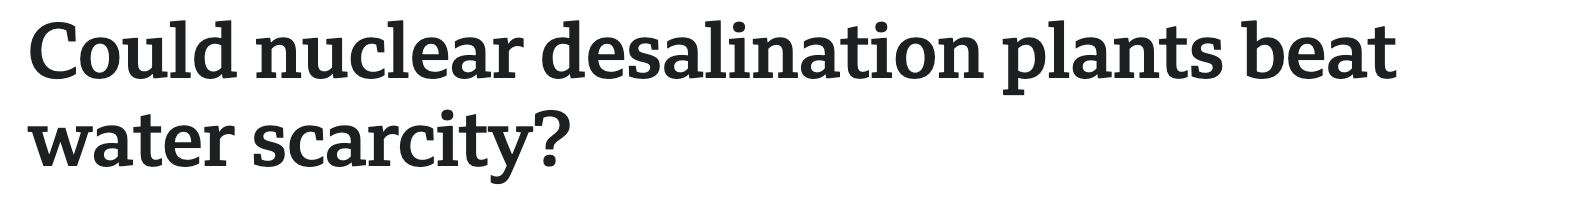 Could nuclear desalination plants beat
water scarcity?